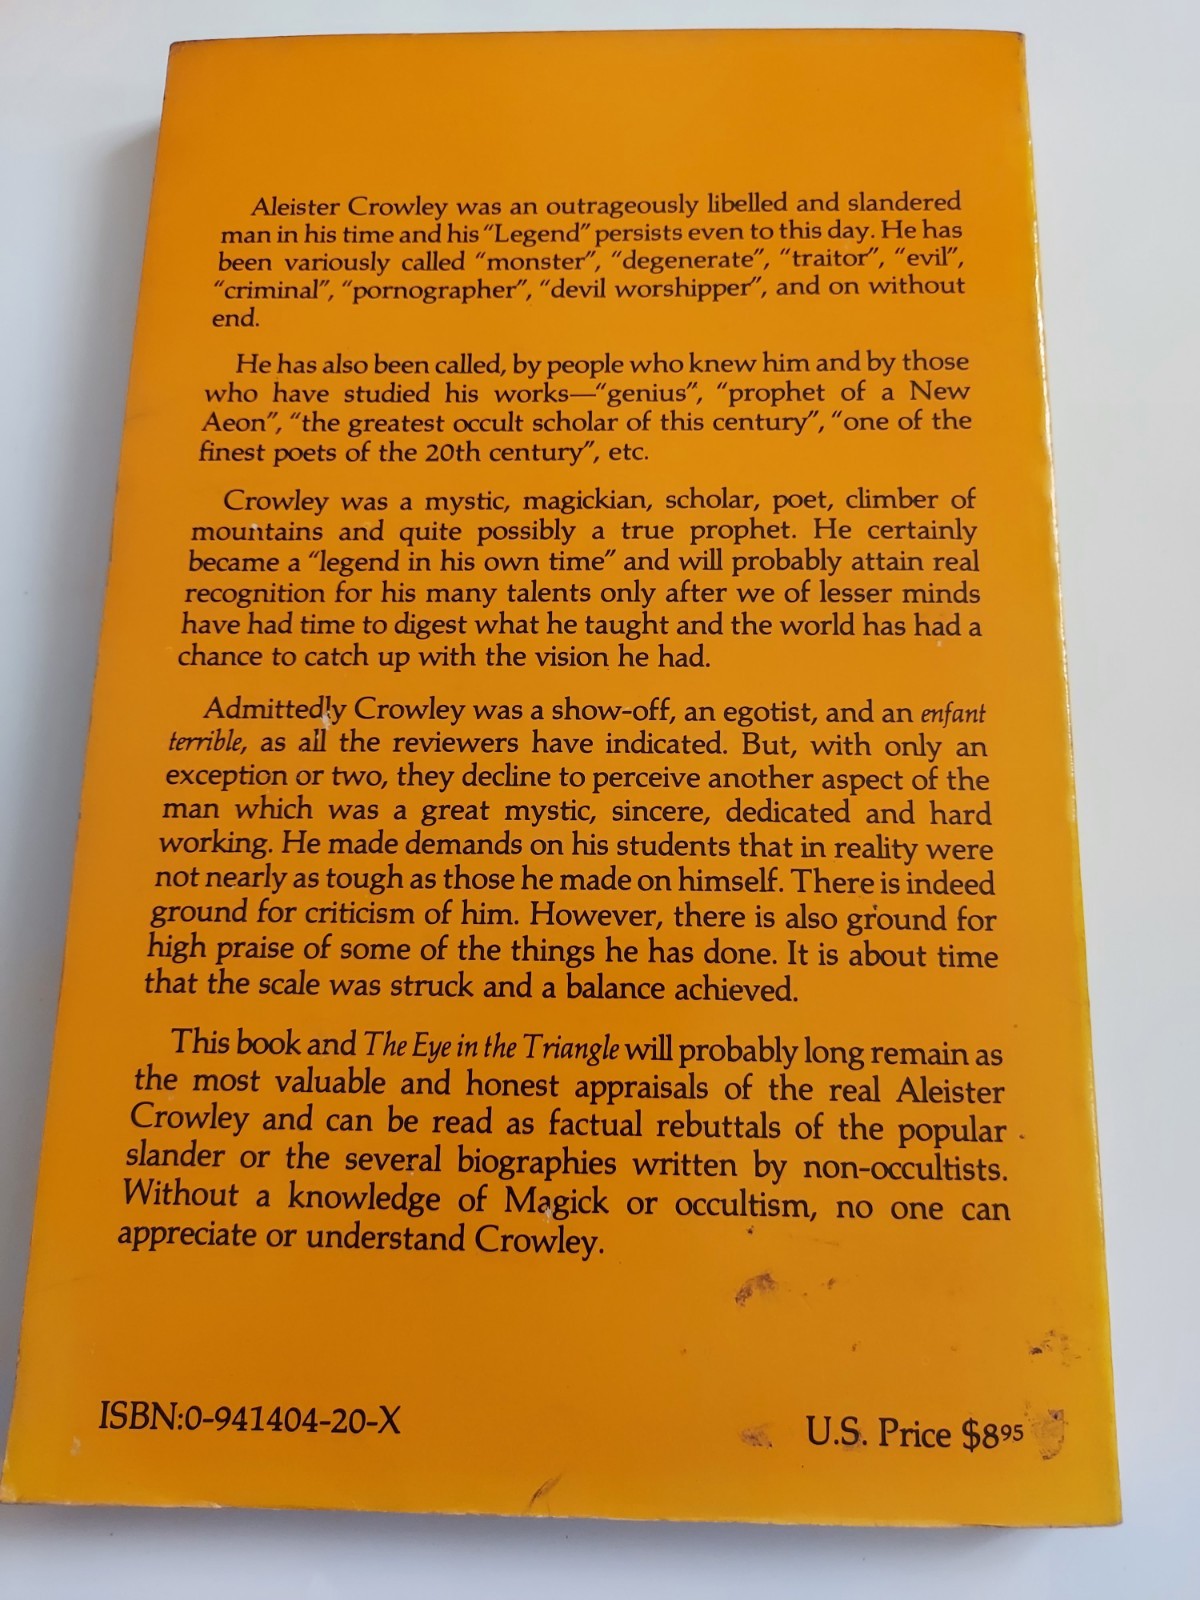 Aleister Crowley was an outrageously libelled and slandered
man in his time and his “Legend” persists even to this day. He has
been variously called “monster”, “degenerate”, “traitor”, “evil”,
“criminal”, “pornographer”, “devil worshipper”, and on without
end.
He has also been called, by people who knew him and by those
who have studied his works—“genius”, “prophet of a New
Aeon”, “the greatest occult scholar of this century”, “one of the
finest poets of the 20th century”, etc.
Crowley was a mystic, magickian, scholar, poet, climber of
mountains and quite possibly a true prophet. He certainly
became a “legend in his own time” and will probably attain real
recognition for his many talents only after we of lesser minds
have had time to digest what he taught and the world has had a
chance to catch up with the vision he had.
Admittedly Crowley was a show-off, an egotist, and an enfant
terrible, as all the reviewers have indicated. But, with only an
exception or two, they decline to perceive another aspect of the
man which was a great mystic, sincere, dedicated and hard
working. He made demands on his students that in reality were
not nearly as tough as those he made on himself. There is indeed
ground for criticism of him. However, there is also ground for
high praise of some of the things he has done. It is about time
that the scale was struck and a balance achieved.
This book and The Eye in the Triangle will probably long remain as
the most valuable and honest appraisals of the real Aleister
Crowley and can be read as factual rebuttals of the popular
slander or the several biographies written by non-occultists.
Without a knowledge of Magick or occultism, no one can
appreciate or understand Crowley.
ISBN:0-941404-20-X
U.S. Price $895